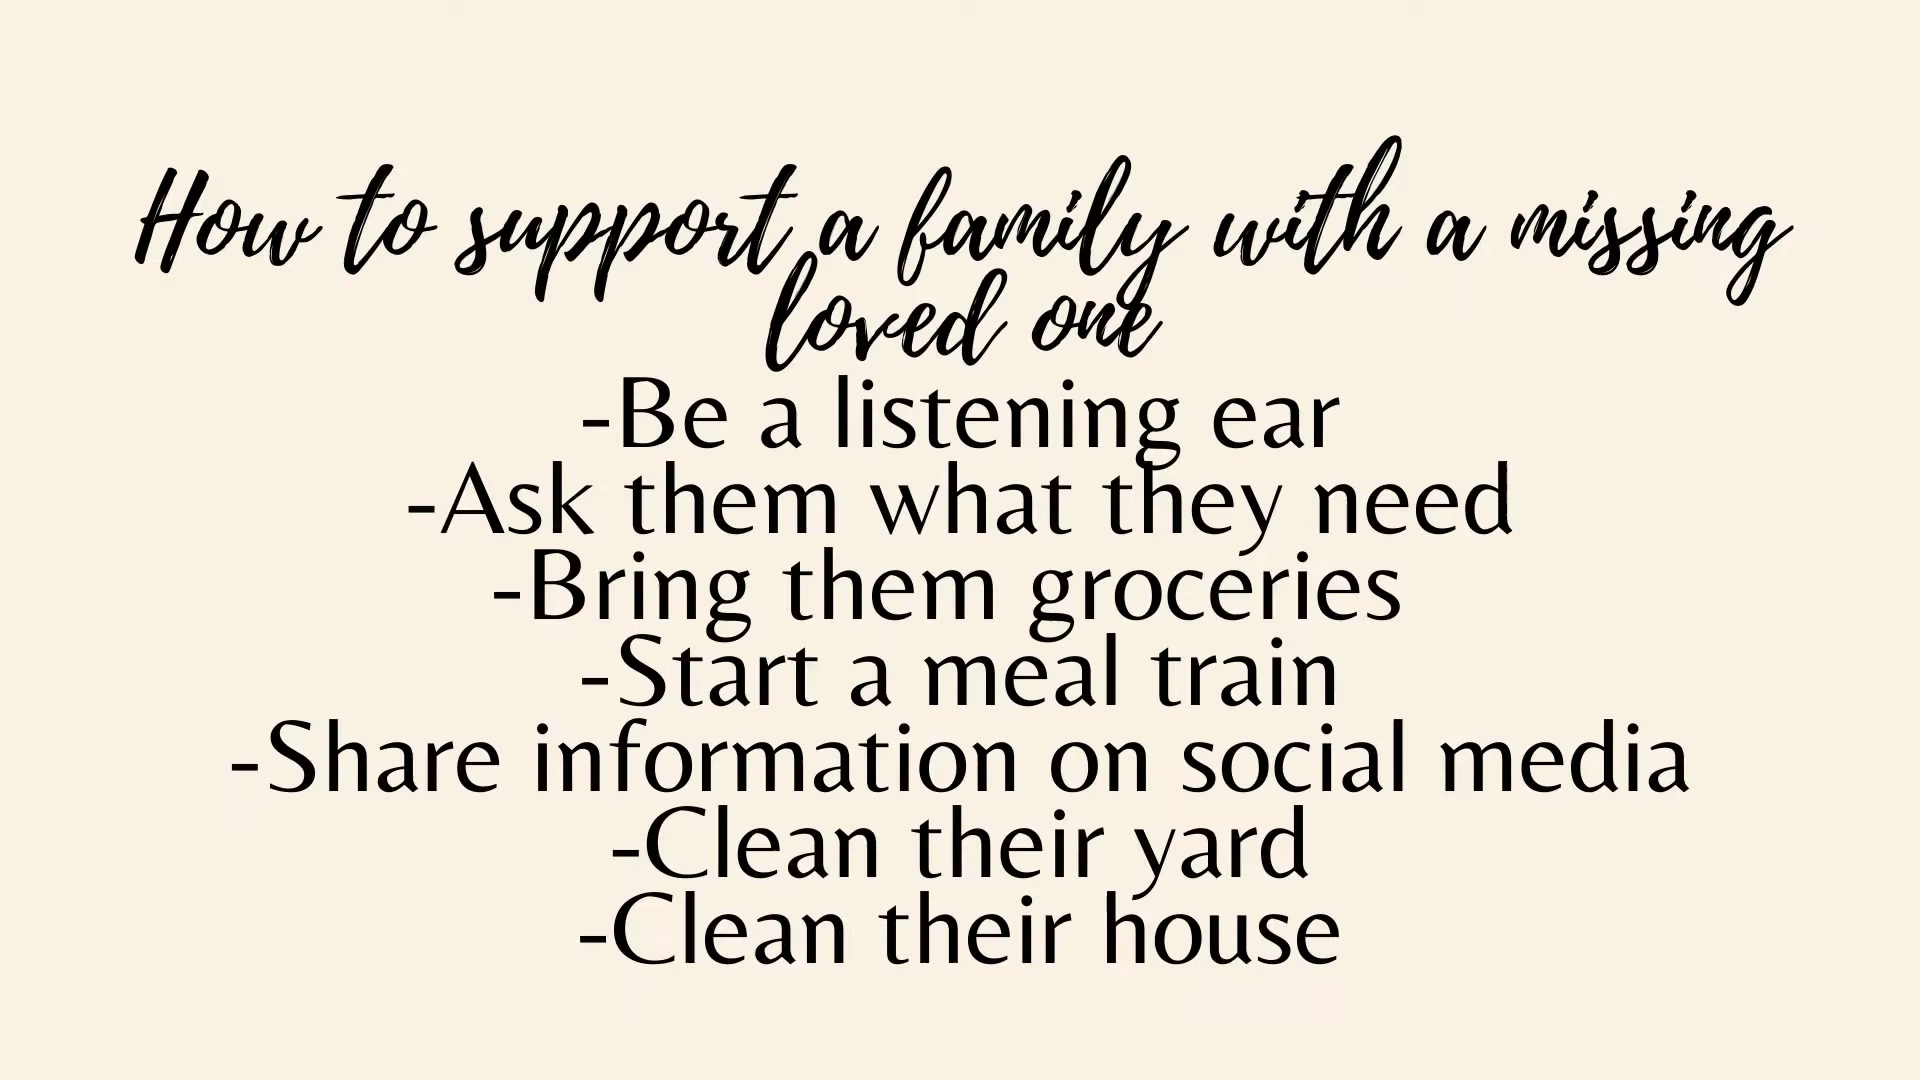 How to support a family with a missing
loved one
-Be a listening ear
-Ask them what they need
-Bring them groceries
-Start a meal train
-Share information on social media
-Clean their yard
-Clean their house